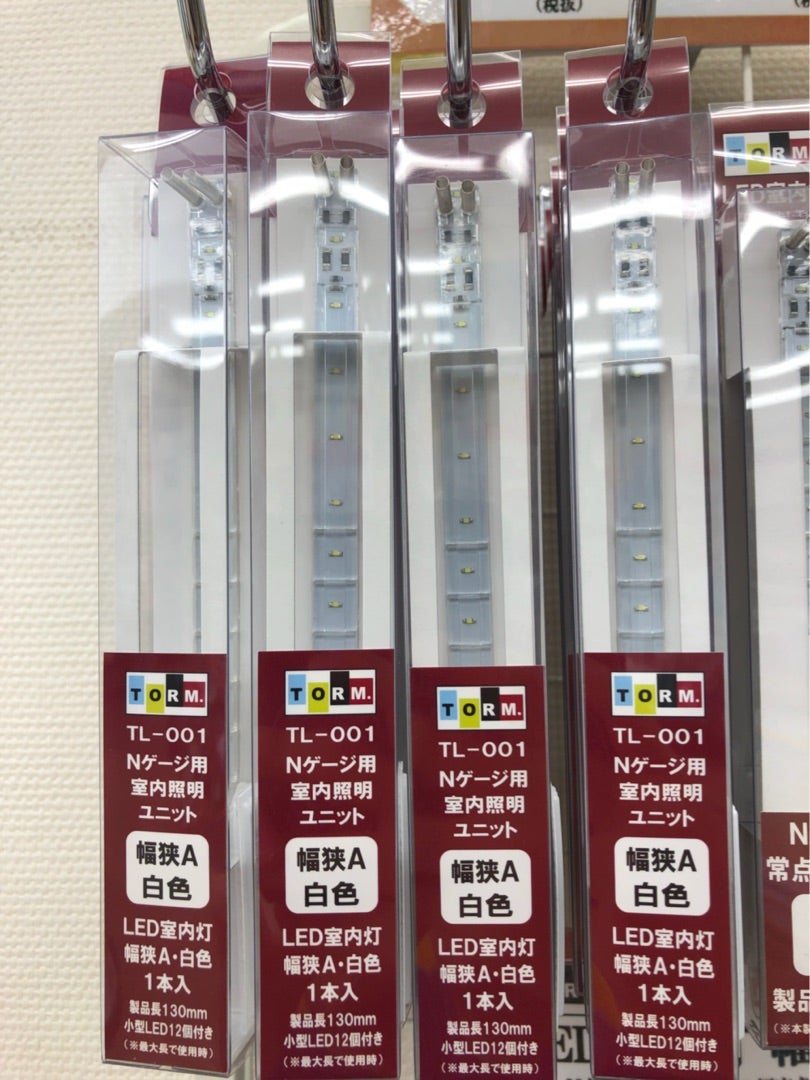 (税抜)
TORM.
TL-001
Nゲージ用
室内照明
ユニット
幅狭A
白色
LED室内灯
幅狭A・白色
1本入
製品長130mm
小型LED12個付き
(※最大長で使用時)
TORM.
TL-001
Nゲージ用
室内照明
ユニット
幅狭A
白色
LED室内灯
幅狭A・白色
1本入
製品長130mm
小型LED12個付き
(※最大長で使用時)
TORM.
TL-001
Nゲージ用
室内照明
ユニット
幅狭A
白色
LED室内灯
幅狭A・白色
1本入
製品長130mm
小型LED12個付き
(※最大長で使用時)
TORM.
TL-001
Nゲージ用
室内照明
ユニット
幅狭A
白色
LED室内灯
幅狭A・白色
1本入
製品長130mm
小型LED12個付き
(※最大長で使用時)
TORM
LED室内
N
常点
製品